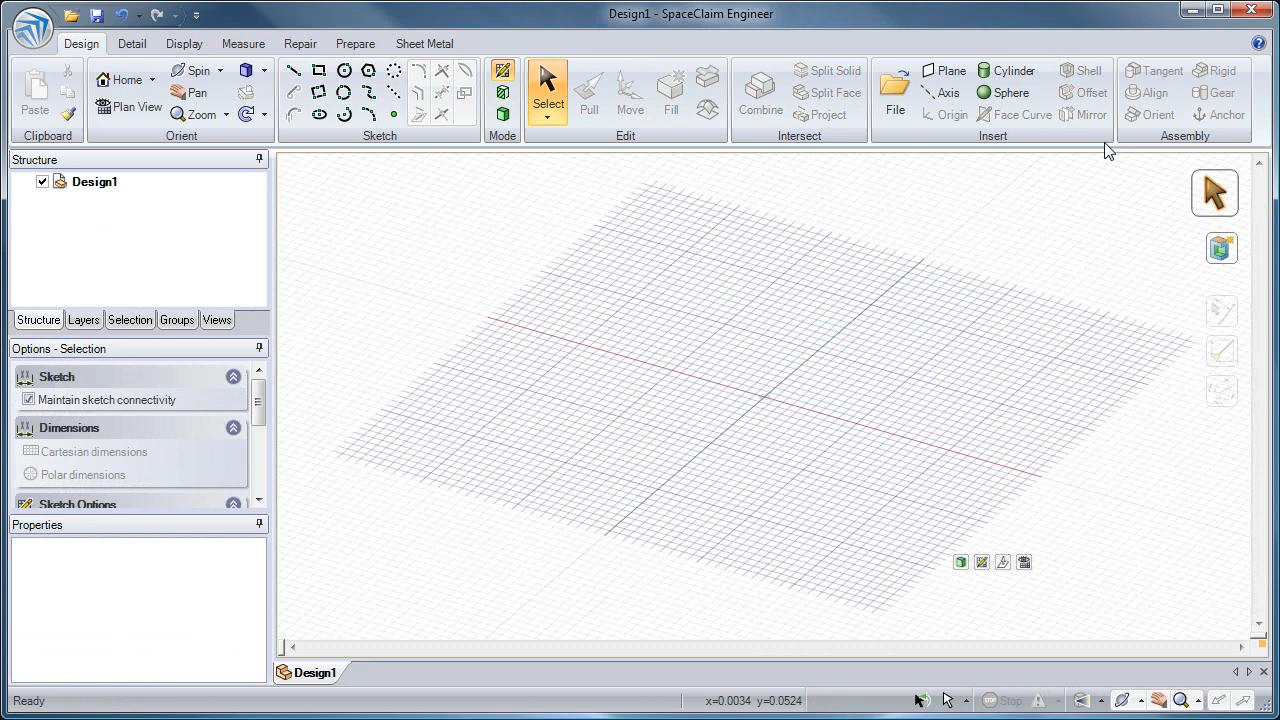 Design1 - SpaceClaim Engineer
Design Detail Display Measure Repair Prepare Sheet Metal
Paste
Clipboard
Home
Plan View
Spin
Pan
Zoom
Orient
Sketch
Mode
Select
Pull
Move
Fill
Edit
Combine
Split Solid
Split Face
Project
Intersect
File
Plane
Axis
Origin
Cylinder
Sphere
Face Curve
Shell
Offset
Mirror
Insert
Tangent
Align
Orient
Rigid
Gear
Anchor
Assembly
Structure
Design1
Structure Layers Selection Groups Views
Options - Selection
Sketch
Maintain sketch connectivity
Dimensions
Cartesian dimensions
Polar dimensions
Sketch Options
Properties
Design1
Ready
x=0.0034 y=0.0524
Stop